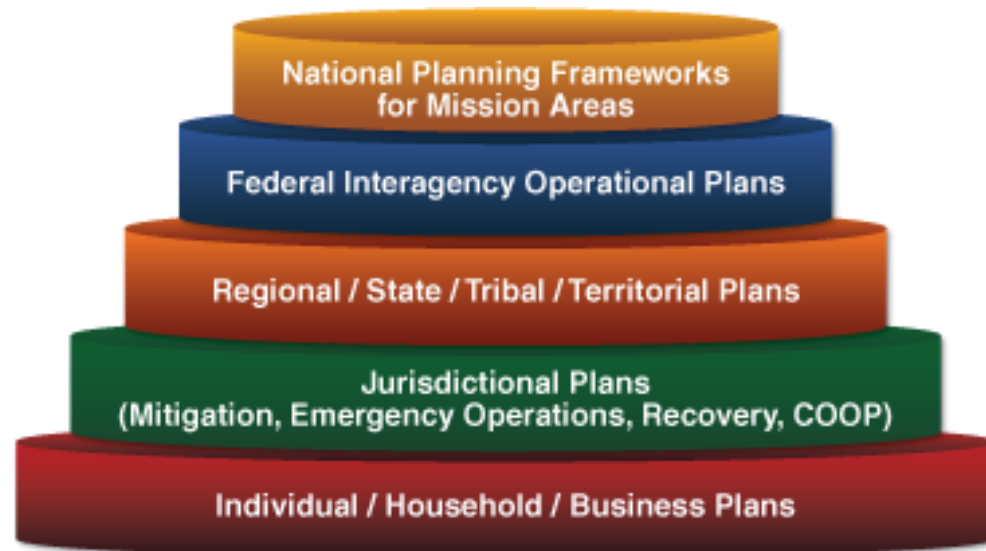 National Planning Frameworks
for Mission Areas
Federal Interagency Operational Plans
Regional / State / Tribal / Territorial Plans
Jurisdictional Plans
(Mitigation, Emergency Operations, Recovery, COOP)
Individual / Household / Business Plans